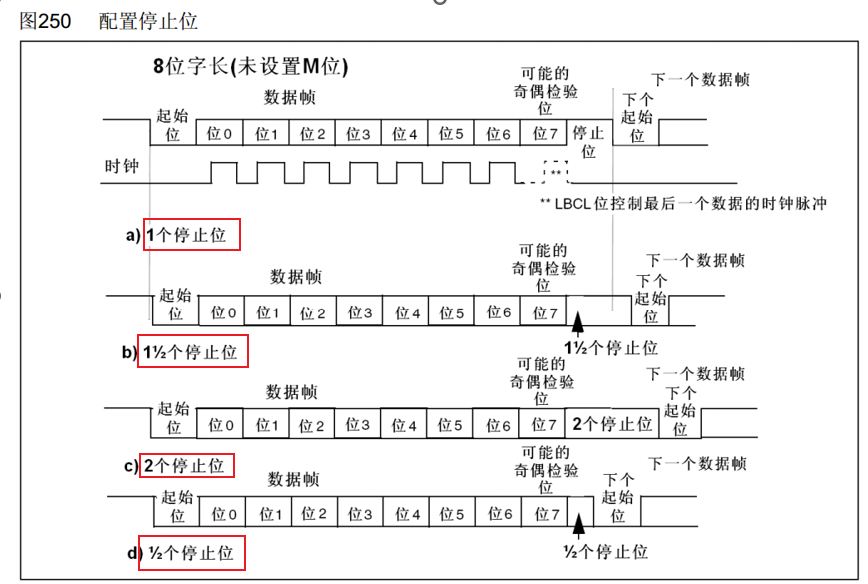 图250 配置停止位
8位字长(未设置M位)
可能的
奇偶检验
位
下一个数据帧
数据帧
下个
起始
位
起始
位
位0 位1 位2 位3 位4 位5 位6 位7 停止
位
时钟
**
** LBCL位控制最后一个数据的时钟脉冲
a) 1个停止位
可能的
奇偶检验
位
下一个数据帧
数据帧
下个
起始
位
起始
位
位0 位1 位2 位3 位4 位5 位6 位7
b) 1½个停止位
1½个停止位
可能的
奇偶检验
位
下一个数据帧
数据帧
下个
起始
位
起始
位
位0 位1 位2 位3 位4 位5 位6 位7 2个停止位
c) 2个停止位
可能的
奇偶检验
位
下一个数据帧
数据帧
下个
起始
位
起始
位
位0 位1 位2 位3 位4 位5 位6 位7
d) ½个停止位
½个停止位